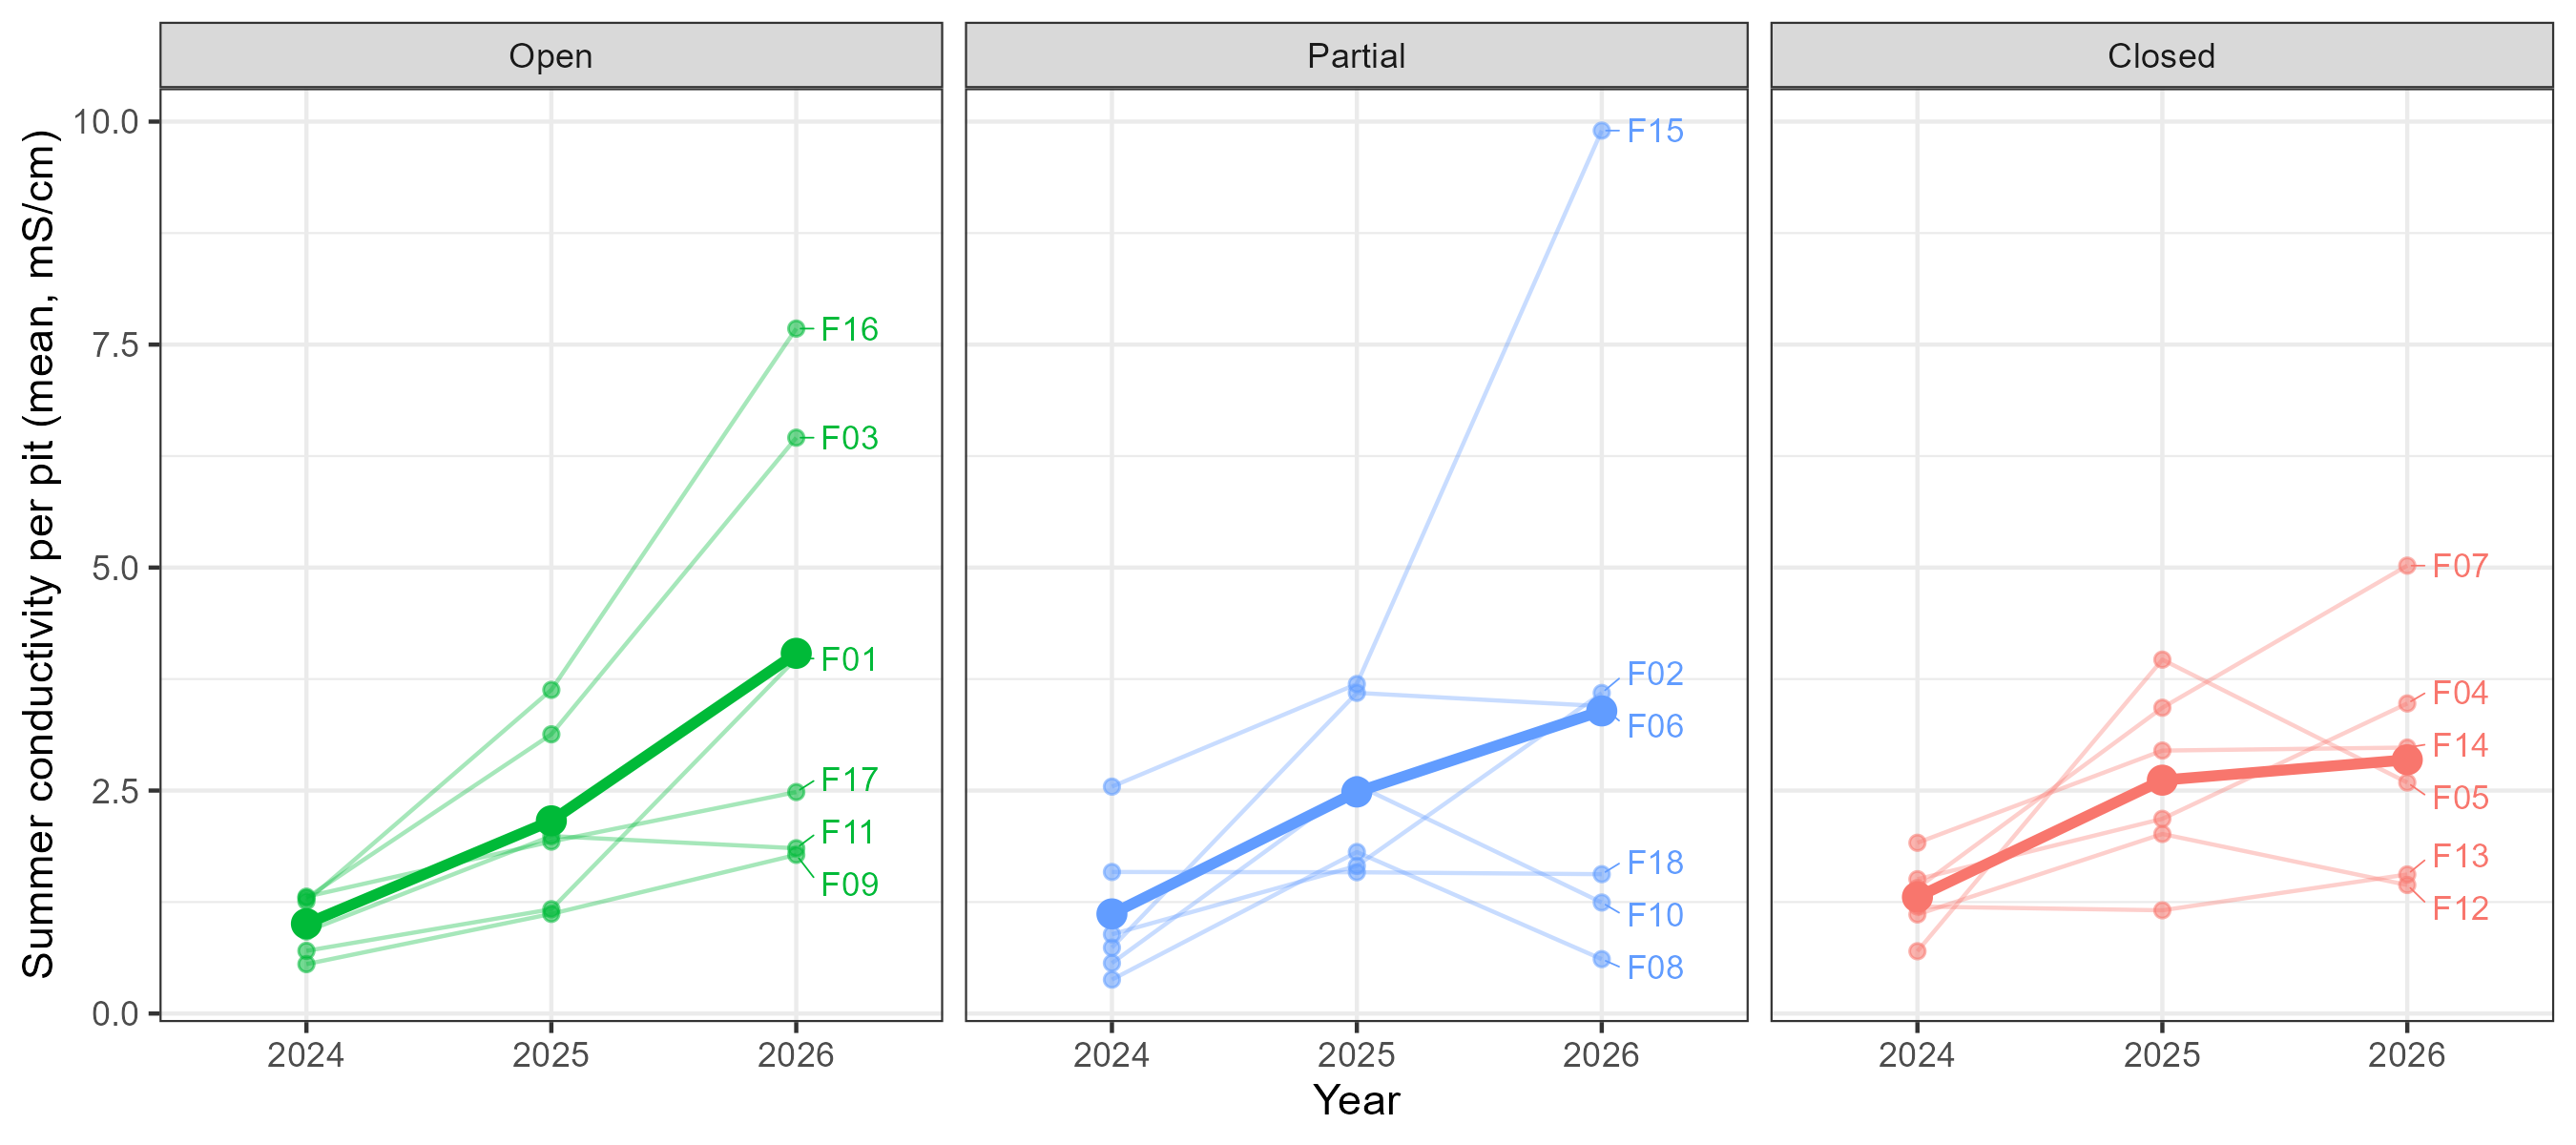 Open
Partial
Closed
Summer conductivity per pit (mean, mS/cm)
10.0
7.5
5.0
2.5
0.0
F16
F03
F01
F17
F11
F09
F15
F02
F06
F18
F10
F08
F07
F04
F14
F05
F13
F12
2024 2025 2026
2024 2025 2026
2024 2025 2026
Year